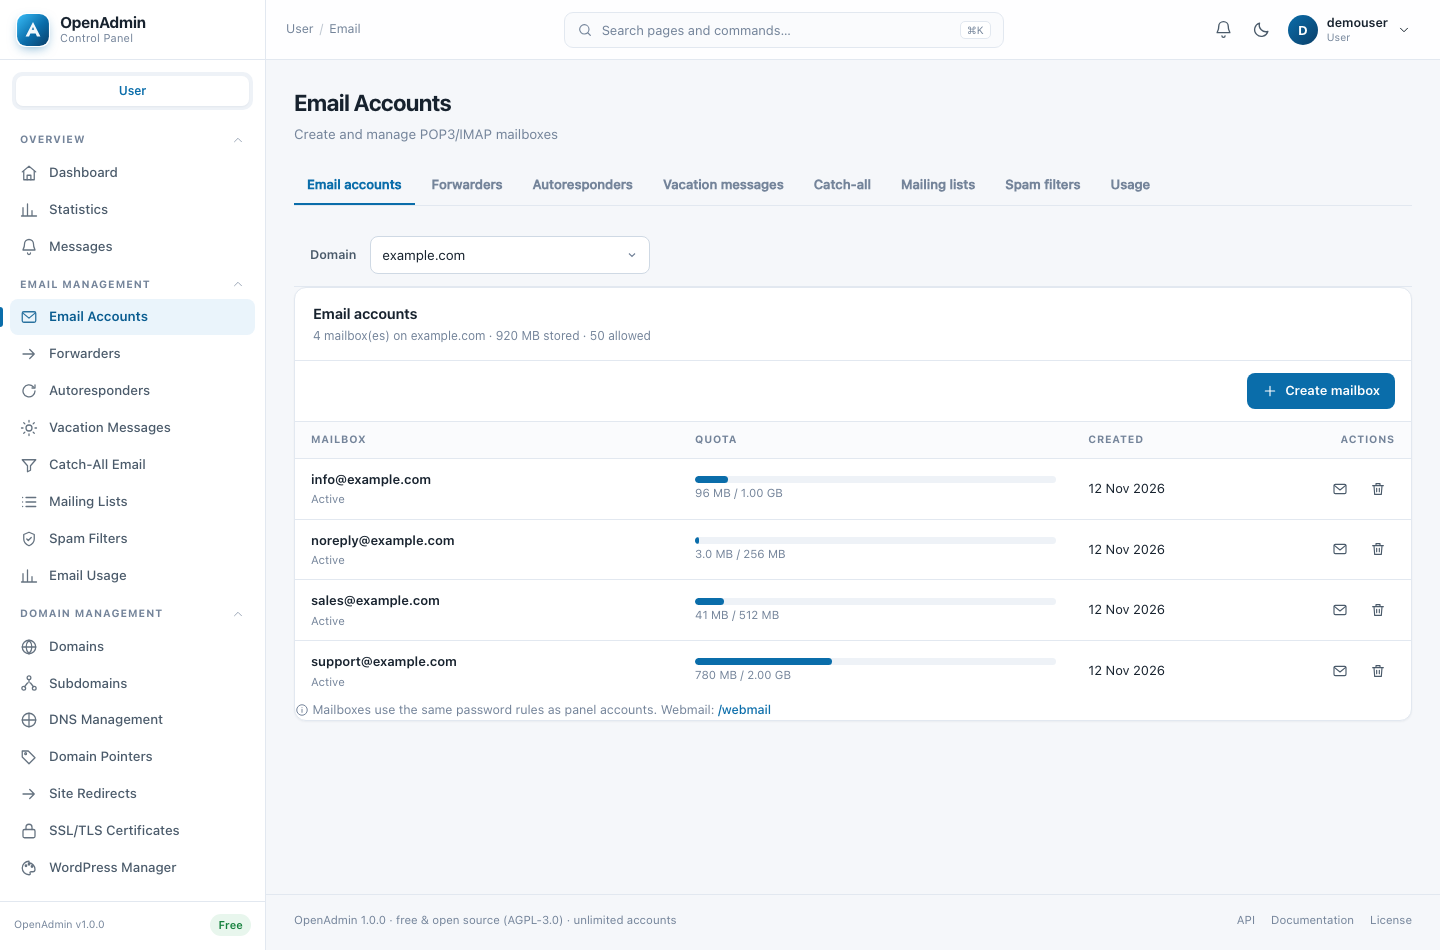 OpenAdmin
Control Panel
User / Email
Search pages and commands...
⌘K
D
demouser
User
User
OVERVIEW
Dashboard
Statistics
Messages
EMAIL MANAGEMENT
Email Accounts
Forwarders
Autoresponders
Vacation Messages
Catch-All Email
Mailing Lists
Spam Filters
Email Usage
DOMAIN MANAGEMENT
Domains
Subdomains
DNS Management
Domain Pointers
Site Redirects
SSL/TLS Certificates
WordPress Manager
OpenAdmin v1.0.0
Free
Email Accounts
Create and manage POP3/IMAP mailboxes
Email accounts Forwarders Autoresponders Vacation messages Catch-all Mailing lists Spam filters Usage
Domain example.com
Email accounts
4 mailbox(es) on example.com · 920 MB stored · 50 allowed
Create mailbox
MAILBOX QUOTA CREATED ACTIONS
info@example.com
Active
96 MB / 1.00 GB
12 Nov 2026
noreply@example.com
Active
3.0 MB / 256 MB
12 Nov 2026
sales@example.com
Active
41 MB / 512 MB
12 Nov 2026
support@example.com
Active
780 MB / 2.00 GB
12 Nov 2026
Mailboxes use the same password rules as panel accounts. Webmail: /webmail
OpenAdmin 1.0.0 · free & open source (AGPL-3.0) · unlimited accounts
API Documentation License